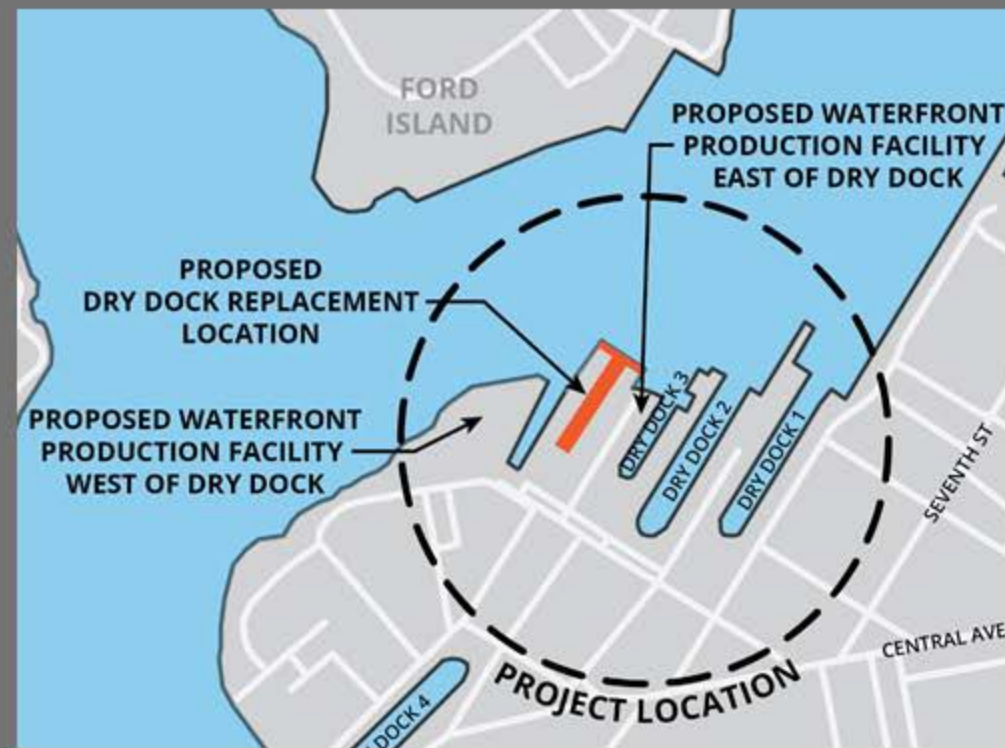 FORD
ISLAND
PROPOSED WATERFRONT
PRODUCTION FACILITY
EAST OF DRY DOCK
PROPOSED
DRY DOCK REPLACEMENT
LOCATION
PROPOSED WATERFRONT
PRODUCTION FACILITY
WEST OF DRY DOCK
DRY DOCK 3
DRY DOCK 2
DRY DOCK 1
SEVENTH ST
CENTRAL AVE
PROJECT LOCATION
DOCK 4